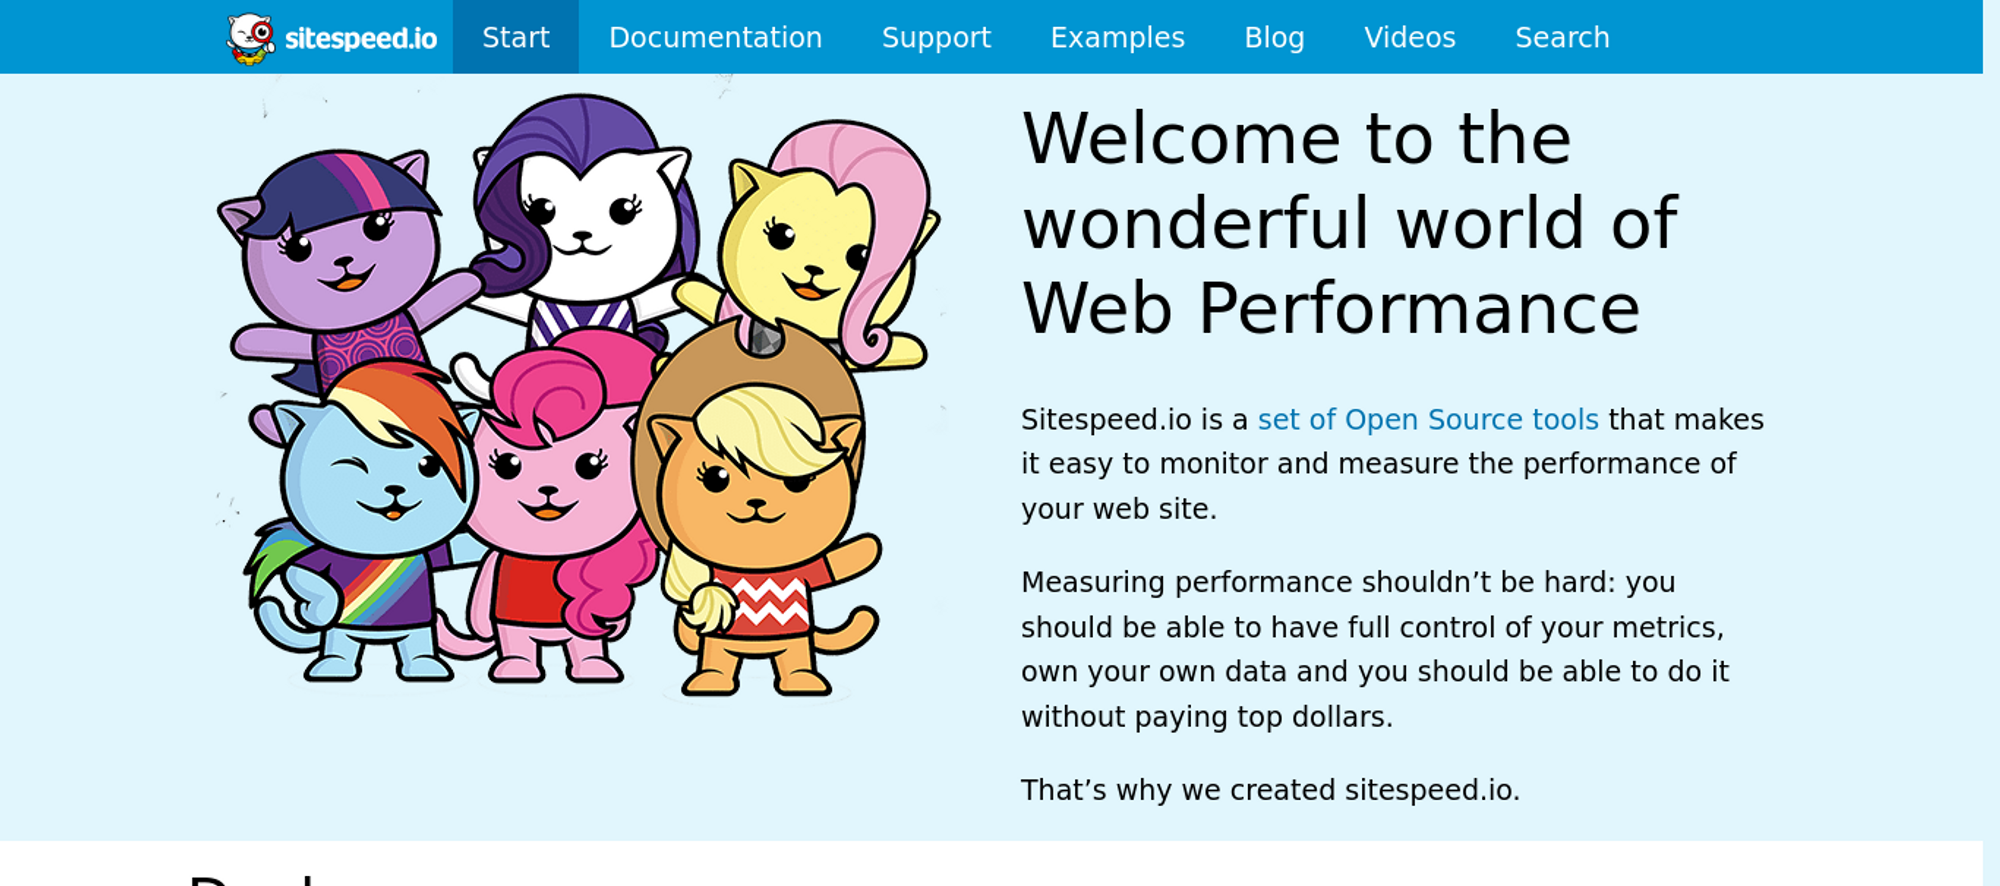 sitespeed.io Start Documentation Support Examples Blog Videos Search
Welcome to the
wonderful world of
Web Performance
Sitespeed.io is a set of Open Source tools that makes
it easy to monitor and measure the performance of
your web site.
Measuring performance shouldn’t be hard: you
should be able to have full control of your metrics,
own your own data and you should be able to do it
without paying top dollars.
That’s why we created sitespeed.io.